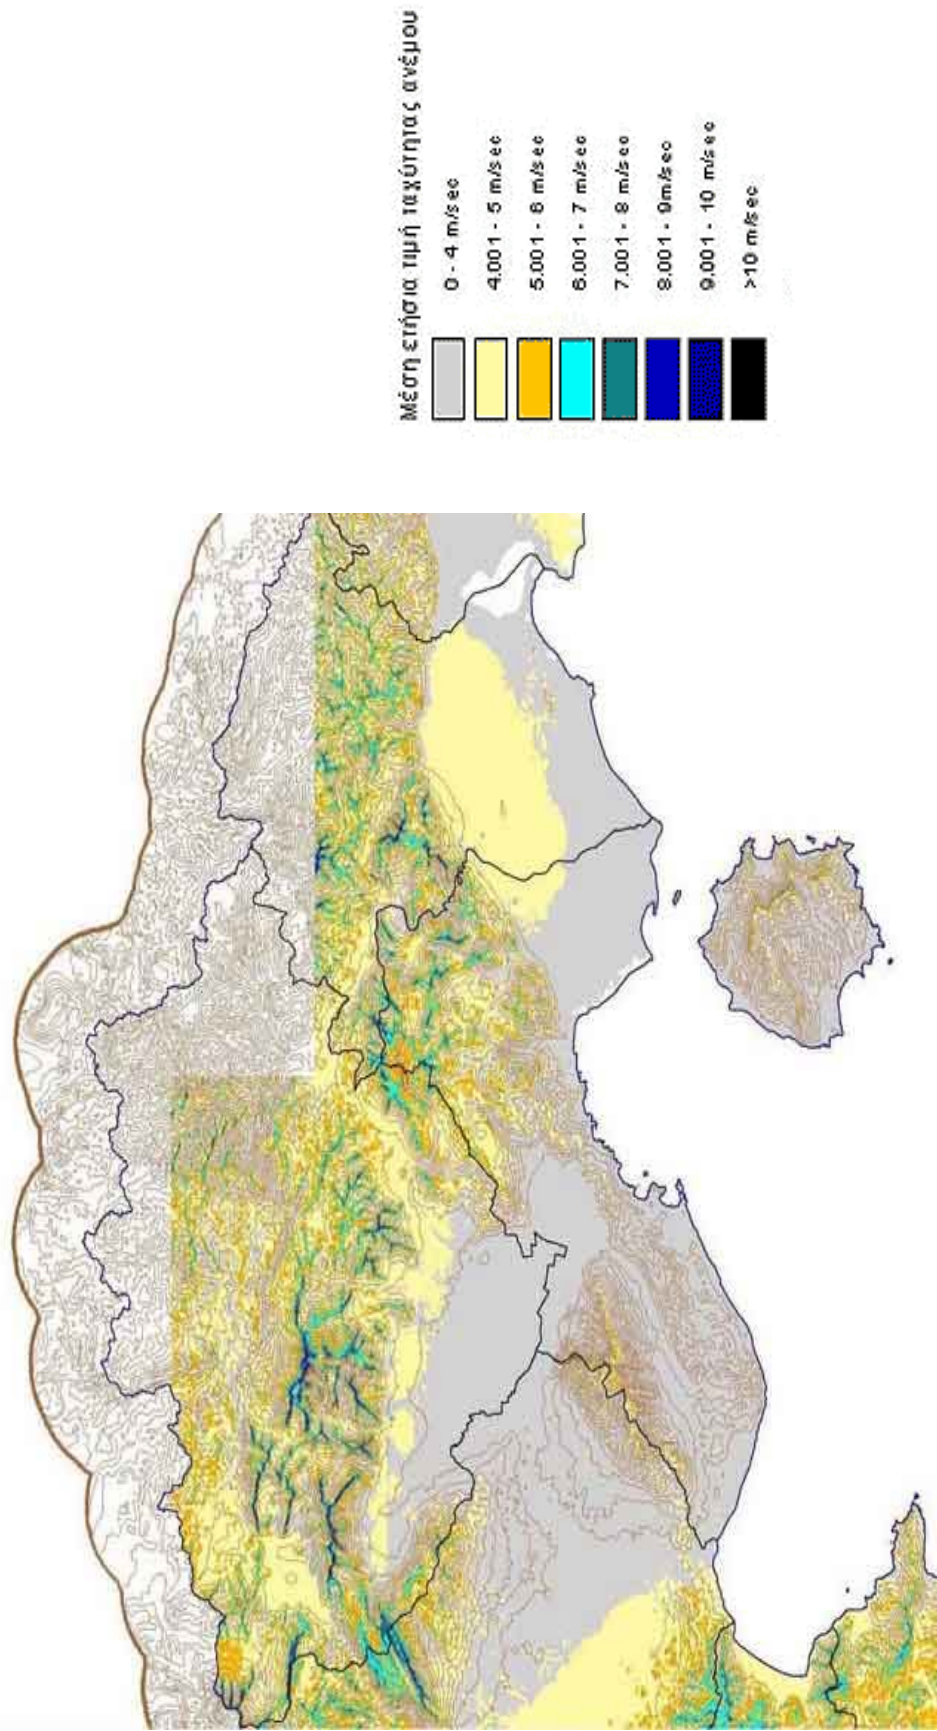 Μέση ετήσια τιμή ταχύτητας ανέμου
0 - 4 m/sec
4.001 - 5 m/sec
5.001 - 6 m/sec
6.001 - 7 m/sec
7.001 - 8 m/sec
8.001 - 9m/sec
9.001 - 10 m/sec
>10 m/sec